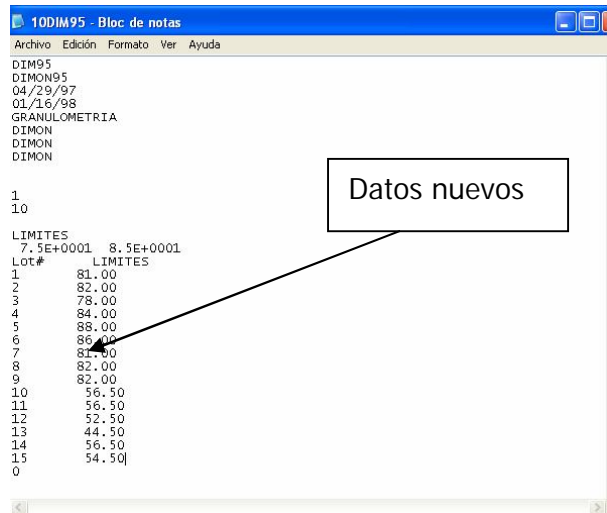 10DIM95 - Bloc de notas
Archivo Edición Formato Ver Ayuda
DIM95
DIMON95
04/29/97
01/16/98
GRANULOMETRIA
DIMON
DIMON
DIMON
1
10
LIMITES
7.5E+0001 8.5E+0001
Lot# LIMITES
1 81.00
2 82.00
3 78.00
4 84.00
5 88.00
6 86.00
7 81.00
8 82.00
9 82.00
10 56.50
11 56.50
12 52.50
13 44.50
14 56.50
15 54.50
0
Datos nuevos